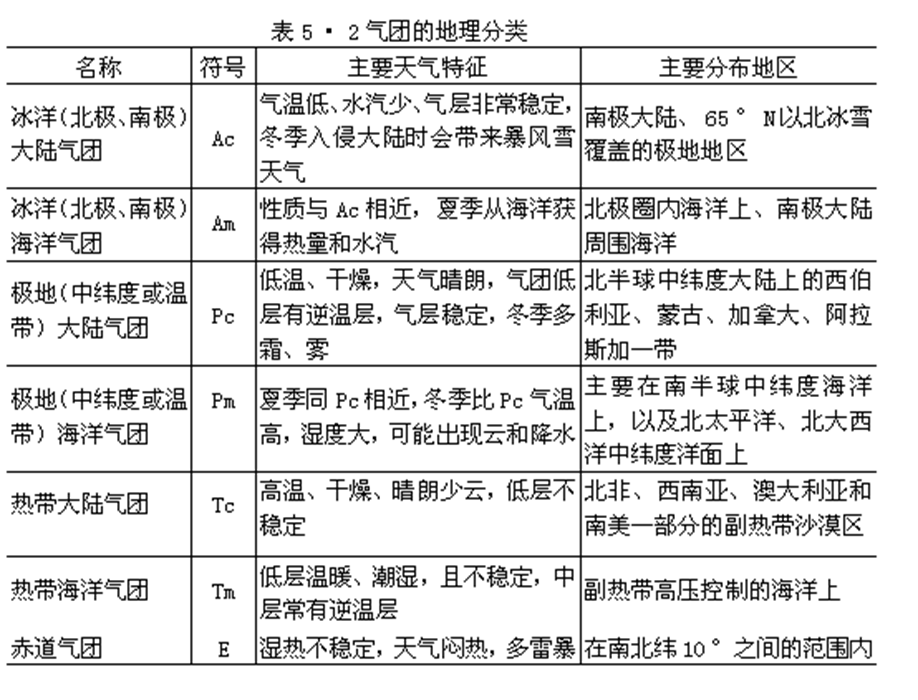 表5·2气团的地理分类
名称 符号 主要天气特征 主要分布地区
冰洋(北极、南极)
大陆气团
Ac
气温低、水汽少、气层非常稳定,
冬季入侵大陆时会带来暴风雪
天气
南极大陆、65°N以北冰雪
覆盖的极地地区
冰洋(北极、南极)
海洋气团
Am
性质与Ac相近,夏季从海洋获
得热量和水汽
北极圈内海洋上、南极大陆
周围海洋
极地(中纬度或温
带)大陆气团
Pc
低温、干燥,天气晴朗,气团低
层有逆温层,气层稳定,冬季多
霜、雾
北半球中纬度大陆上的西伯
利亚、蒙古、加拿大、阿拉
斯加一带
极地(中纬度或温
带)海洋气团
Pm
夏季同Pc相近,冬季比Pc气温
高,湿度大,可能出现云和降水
主要在南半球中纬度海洋
上,以及北太平洋、北大西
洋中纬度洋面上
热带大陆气团
Tc
高温、干燥、晴朗少云,低层不
稳定
北非、西南亚、澳大利亚和
南美一部分的副热带沙漠区
热带海洋气团
Tm
低层温暖、潮湿,且不稳定,中
层常有逆温层
副热带高压控制的海洋上
赤道气团
E
湿热不稳定,天气闷热,多雷暴
在南北纬10°之间的范围内